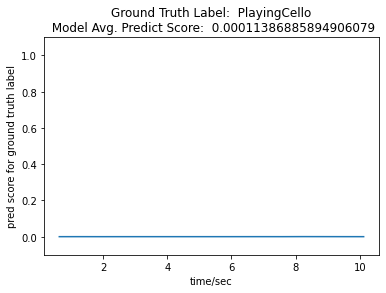 Ground Truth Label:  PlayingCello
Model Avg. Predict Score:  0.00011386885894906079
pred score for ground truth label
1.0
0.8
0.6
0.4
0.2
0.0
2 4 6 8 10
time/sec